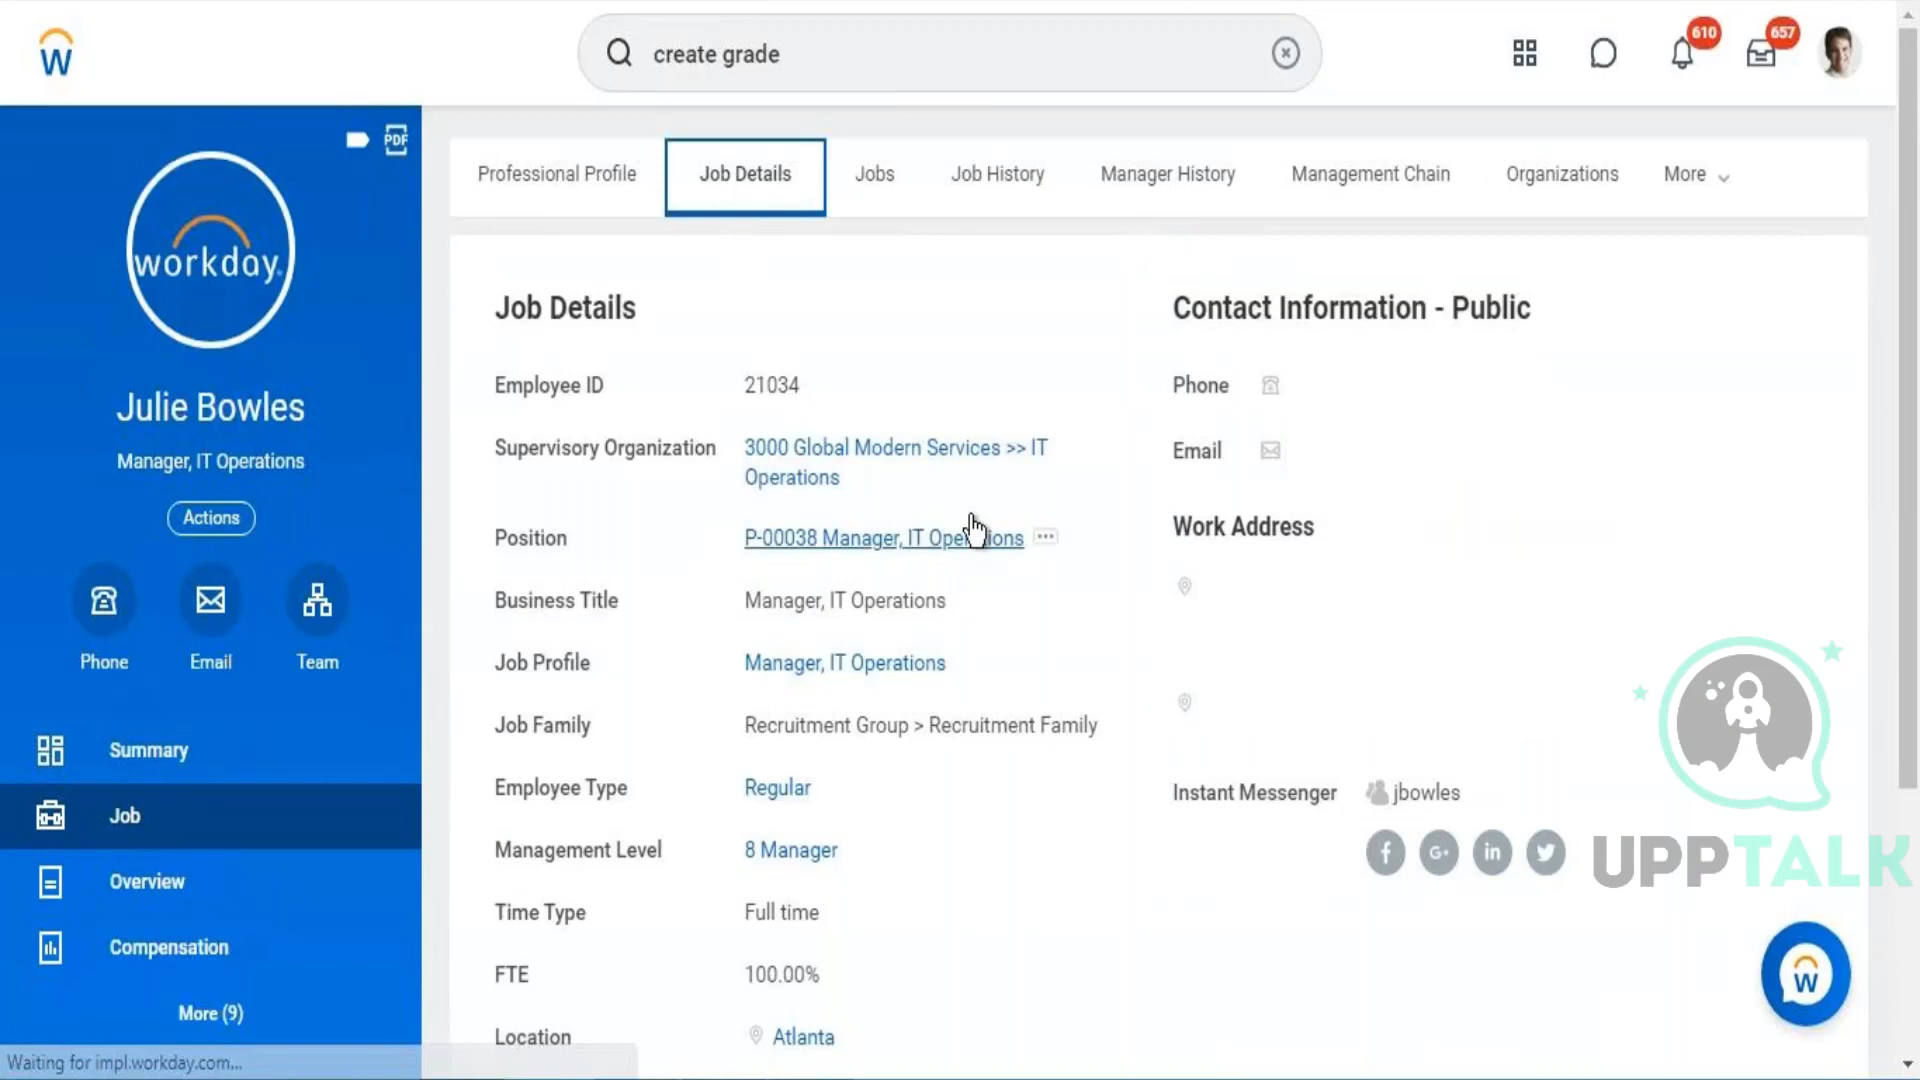 W
create grade
610
657
PDF
workday.
Julie Bowles
Manager, IT Operations
Actions
Phone
Email
Team
Summary
Job
Overview
Compensation
More (9)
Waiting for impl.workday.com...
Professional Profile
Job Details
Jobs
Job History
Manager History
Management Chain
Organizations
More
Job Details
Employee ID
21034
Supervisory Organization
3000 Global Modern Services >> IT
Operations
Position
P-00038 Manager, IT Operations
Business Title
Manager, IT Operations
Job Profile
Manager, IT Operations
Job Family
Recruitment Group > Recruitment Family
Employee Type
Regular
Management Level
8 Manager
Time Type
Full time
FTE
100.00%
Location
Atlanta
Contact Information - Public
Phone
Email
Work Address
Instant Messenger
jbowles
f
G+
in
UPPTALK
W